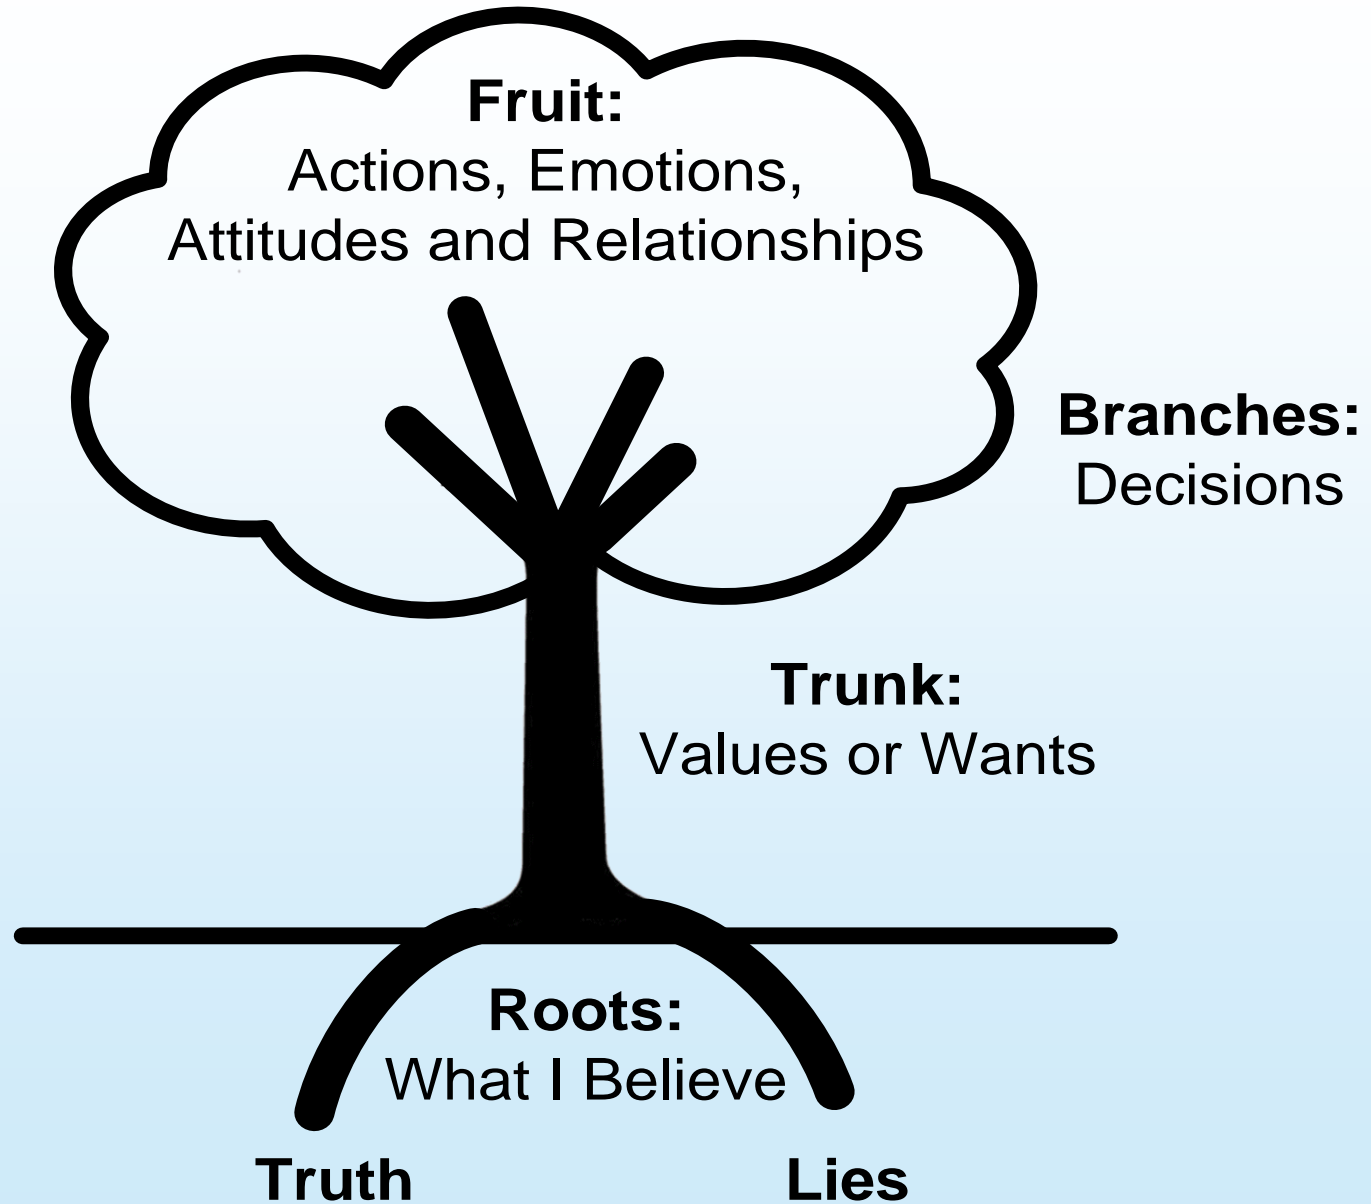 Fruit:
Actions, Emotions,
Attitudes and Relationships
Branches:
Decisions
Trunk:
Values or Wants
Roots:
What I Believe
Truth
Lies